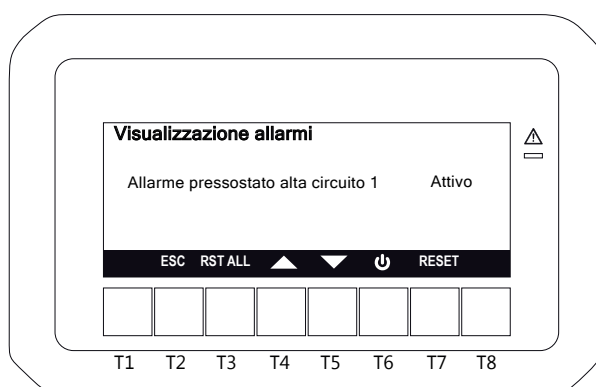 Visualizzazione allarmi
Allarme pressostato alta circuito 1 Attivo
ESC RST ALL RESET
T1 T2 T3 T4 T5 T6 T7 T8